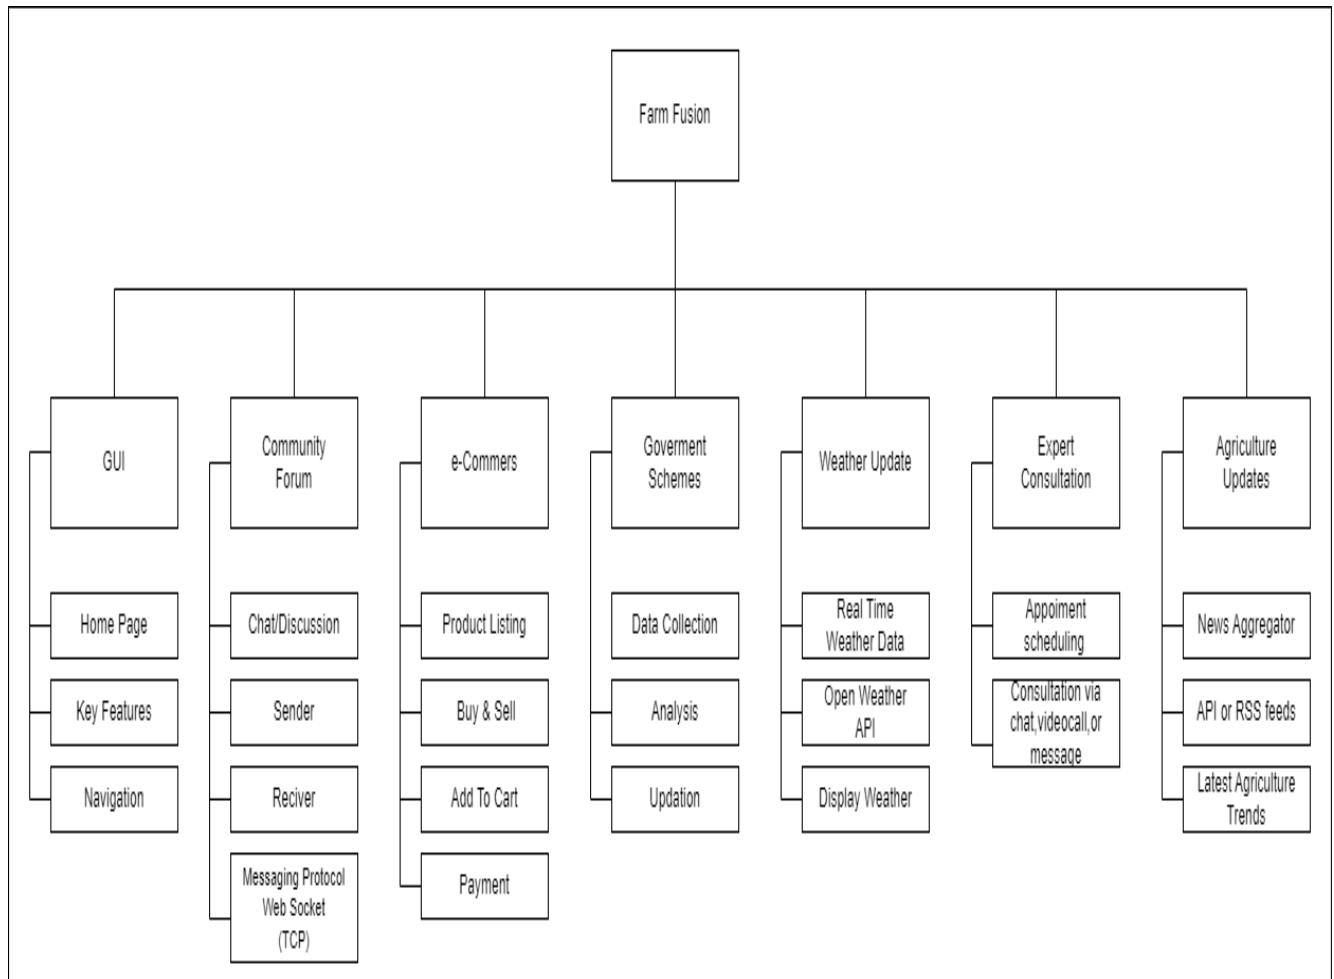 Farm Fusion
GUI
Community
Forum
e-Commers
Goverment
Schemes
Weather Update
Expert
Consultation
Agriculture
Updates
Home Page
Chat/Discussion
Product Listing
Data Collection
Real Time
Weather Data
Appoiment
scheduling
News Aggregator
Key Features
Sender
Buy & Sell
Analysis
Open Weather
API
Consultation via
chat,videocall,or
message
API or RSS feeds
Navigation
Reciver
Add To Cart
Updation
Display Weather
Latest Agriculture
Trends
Messaging Protocol
Web Socket
(TCP)
Payment